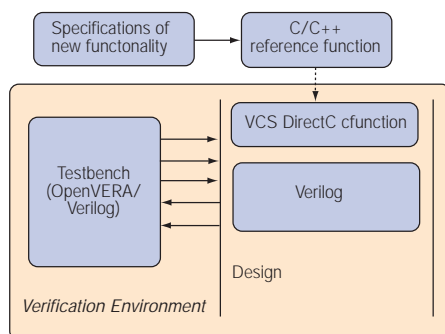 Specifications of
new functonality
C/C++
reference function
VCS DirectC cfunction
Testbench
(OpenVERA/
Verilog)
Verilog
Design
Verification Environment